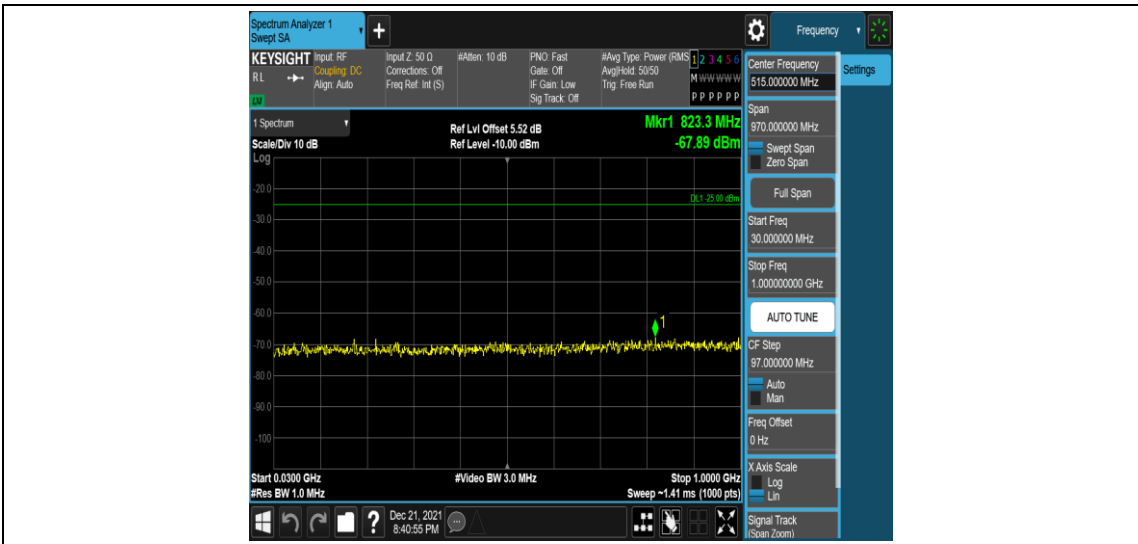 Spectrum Analyzer 1
Swept SA
+
Frequency
KEYSIGHT
RL
LXI
Input: RF
Coupling: DC
Align: Auto
Input Z: 50 Ω
Corrections: Off
Freq Ref: Int (S)
#Atten: 10 dB
PNO: Fast
Gate: Off
IF Gain: Low
Sig Track: Off
#Avg Type: Power (RMS
Avg|Hold: 50/50
Trig: Free Run
1 2 3 4 5 6
M W W W W W
P P P P P P
1 Spectrum
Scale/Div 10 dB
Ref Lvl Offset 5.52 dB
Ref Level -10.00 dBm
Mkr1 823.3 MHz
-67.89 dBm
Log
DL1 -25.00 dBm
-20.0
-30.0
-40.0
-50.0
-60.0
-70.0
-80.0
-90.0
-100
1
Start 0.0300 GHz
#Res BW 1.0 MHz
#Video BW 3.0 MHz
Stop 1.0000 GHz
Sweep ~1.41 ms (1000 pts)
?
Dec 21, 2021
8:40:55 PM
Center Frequency
515.000000 MHz
Settings
Span
970.000000 MHz
Swept Span
Zero Span
Full Span
Start Freq
30.000000 MHz
Stop Freq
1.000000000 GHz
AUTO TUNE
CF Step
97.000000 MHz
Auto
Man
Freq Offset
0 Hz
X Axis Scale
Log
Lin
Signal Track
(Span Zoom)